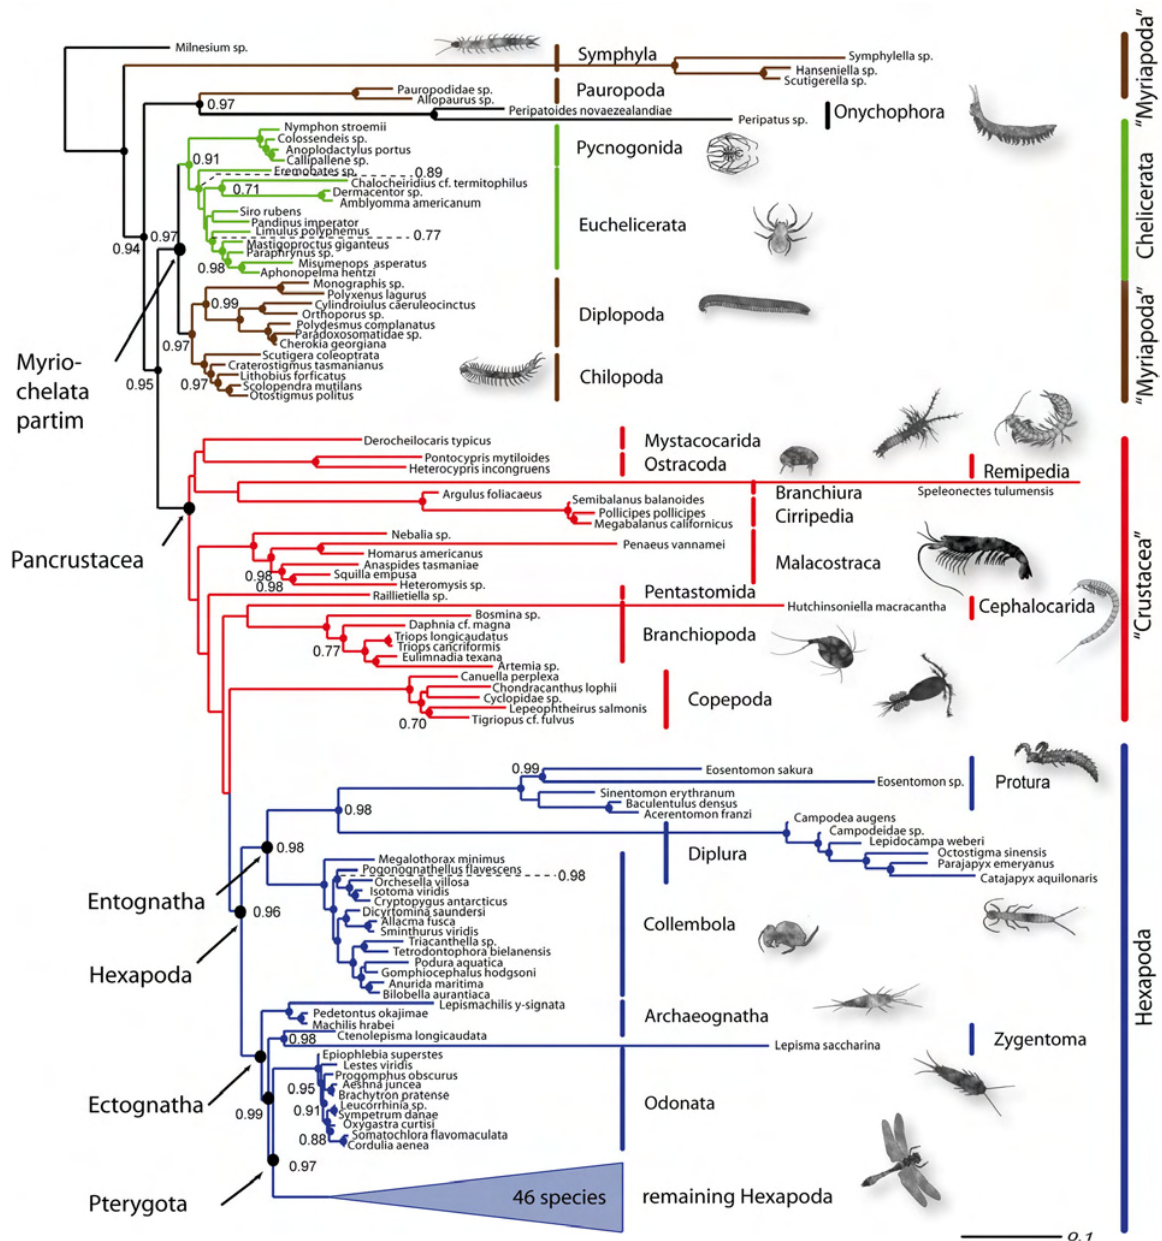 Milnesium sp.
Symphyla
Symphylella sp.
Hanseniella sp.
Scutigerella sp.
"Myriapoda"
Pauropodidae sp.
Allopaurus sp.
Pauropoda
0.97
Peripatoides novaezealandiae
Peripatus sp.
Onychophora
Nymphon stroemii
Colossendeis sp.
Anoplodactylus portus
Callipallene sp.
Pycnogonida
0.91
Eremobates sp.
0.89
Chalocheiridius cf. termitophilus
0.71
Dermacentor sp.
Amblyomma americanum
Siro rubens
Pandinus imperator
Limulus polyphemus
Euchelicerata
Chelicerata
0.94
0.97
0.77
Mastigoproctus giganteus
Paraphrynus sp.
Misumenops asperatus
0.98
Aphonopelma hentzi
Monographis sp.
Polyxenus lagurus
0.99
Cylindroiulus caeruleocinctus
Orthoporus sp.
Polydesmus complanatus
Paradoxosomatidae sp.
Cherokia georgiana
Diplopoda
0.97
Scutigera coleoptrata
Craterostigmus tasmanianus
Lithobius forficatus
Scolopendra mutilans
Otostigmus politus
0.97
Chilopoda
"Myriapoda"
Myrio-
chelata
partim
0.95
Derocheilocaris typicus
Mystacocarida
Pontocypris mytiloides
Heterocypris incongruens
Ostracoda
Remipedia
Speleonectes tulumensis
Argulus foliacaeus
Branchiura
Semibalanus balanoides
Pollicipes pollicipes
Megabalanus californicus
Cirripedia
Pancrustacea
Nebalia sp.
Penaeus vannamei
Homarus americanus
Anaspides tasmaniae
Squilla empusa
Heteromysis sp.
0.98
0.98
Malacostraca
"Crustacea"
Raillietiella sp.
Pentastomida
Hutchinsoniella macracantha
Cephalocarida
Bosmina sp.
Daphnia cf. magna
Triops longicaudatus
Triops cancriformis
0.77
Eulimnadia texana
Artemia sp.
Branchiopoda
Canuella perplexa
Chondracanthus lophii
Cyclopidae sp.
Lepeophtheirus salmonis
0.70
Tigriopus cf. fulvus
Copepoda
0.99
Eosentomon sakura
Eosentomon sp.
Protura
Sinentomon erythranum
Baculentulus densus
Acerentomon franzi
0.98
Campodea augens
Campodeidae sp.
Lepidocampa weberi
Octostigma sinensis
Parajapyx emeryanus
Catajapyx aquilonaris
Diplura
0.98
Entognatha
0.96
Megalothorax minimus
Pogonognathellus flavescens
0.98
Orchesella villosa
Isotoma viridis
Cryptopygus antarcticus
Dicyrtomina saundersi
Allacma fusca
Sminthurus viridis
Triacanthella sp.
Tetrodontophora bielanensis
Podura aquatica
Gomphiocephalus hodgsoni
Anurida maritima
Bilobella aurantiaca
Collembola
Hexapoda
Hexapoda
Lepismachilis y-signata
Pedetontus okajimae
Machilis hrabei
Archaeognatha
Ctenolepisma longicaudata
0.98
Lepisma saccharina
Zygentoma
Ectognatha
0.99
Epiophlebia superstes
Lestes viridis
Progomphus obscurus
0.95
Aeshna juncea
Brachytron pratense
0.91
Leucorrhinia sp.
Sympetrum danae
Oxygastra curtisi
0.88
Somatochlora flavomaculata
Cordulia aenea
Odonata
0.97
Pterygota
46 species
remaining Hexapoda
0.1